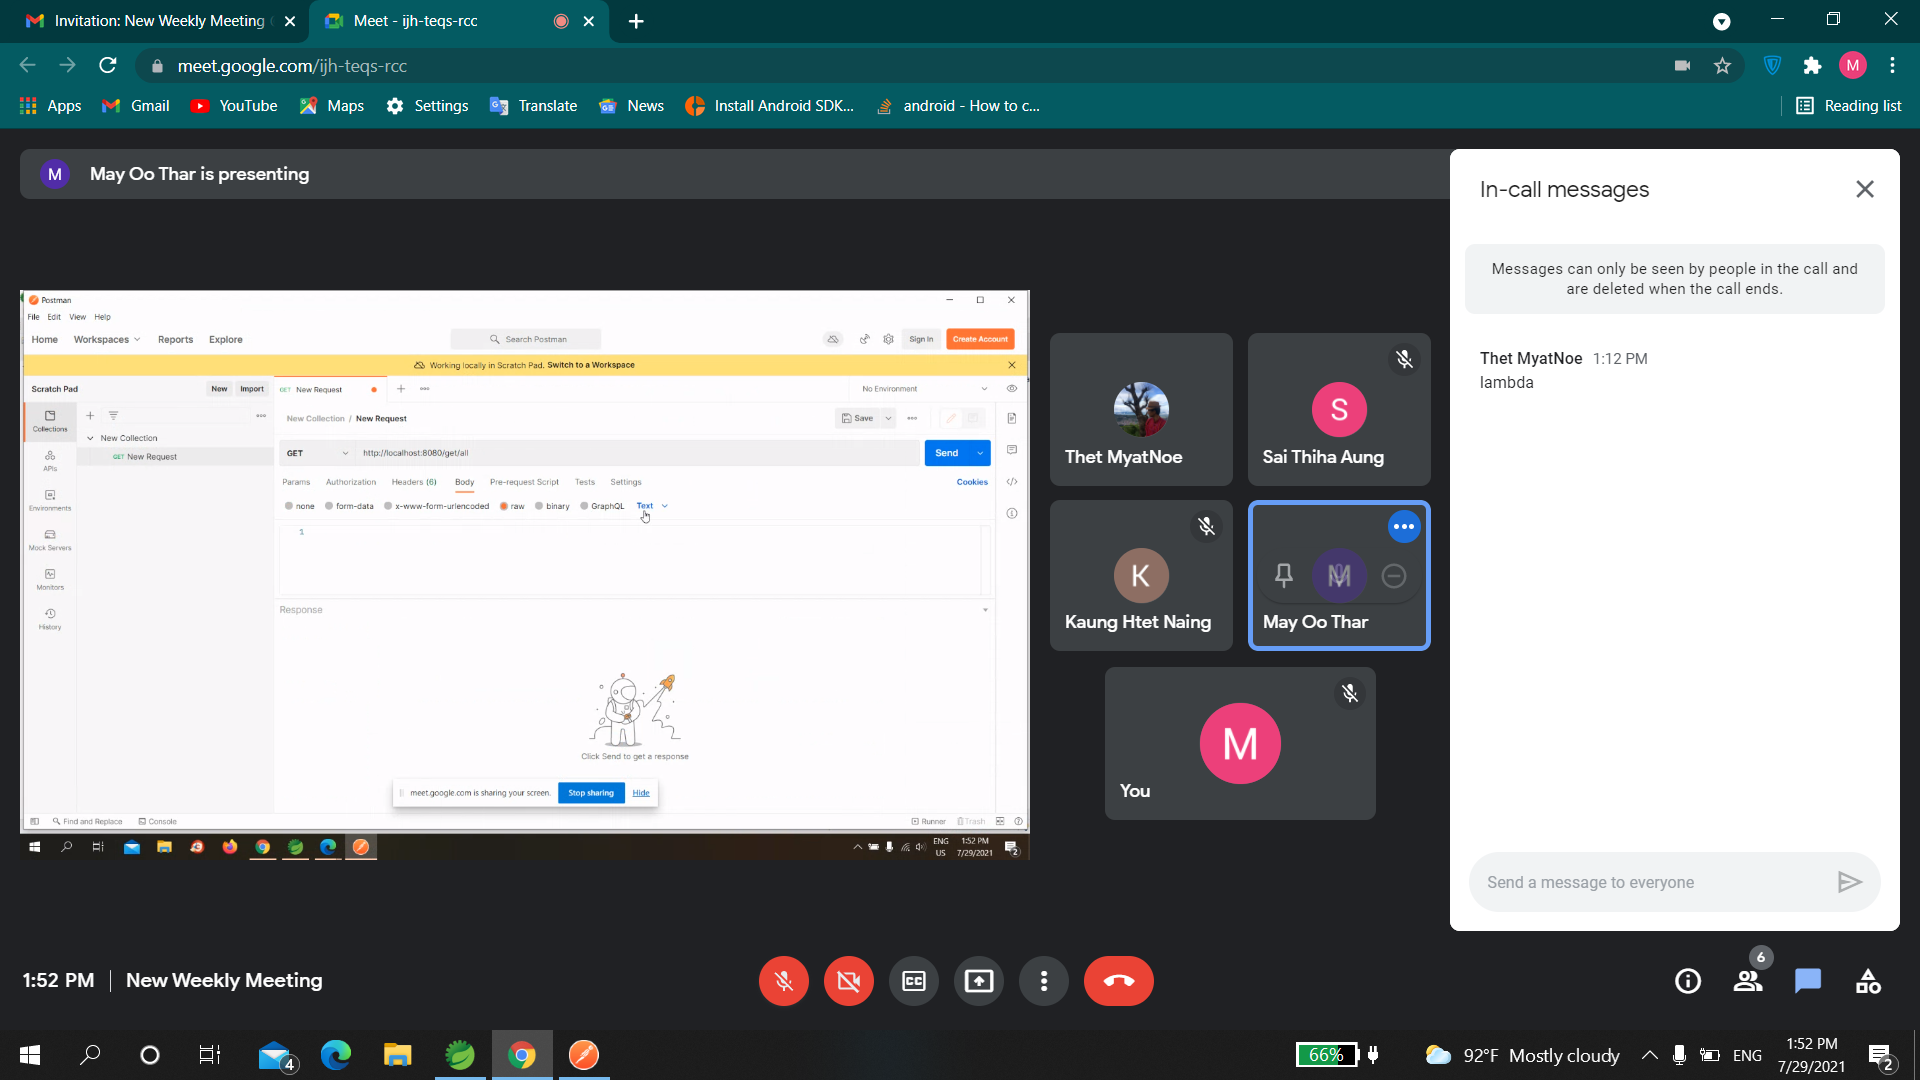 Invitation: New Weekly Meeting
Meet - ijh-teqs-rcc
meet.google.com/ijh-teqs-rcc
M
Apps
Gmail
YouTube
Maps
Settings
Translate
News
Install Android SDK...
android - How to c...
Reading list
M
May Oo Thar is presenting
Postman
File Edit View Help
Home
Workspaces
Reports
Explore
Search Postman
Sign In
Create Account
Working locally in Scratch Pad. Switch to a Workspace
Scratch Pad
New
Import
GET New Request
No Environment
Collections
New Collection
GET New Request
New Collection / New Request
Save
GET
http://localhost:8080/get/all
Send
APIs
Params
Authorization
Headers (6)
Body
Pre-request Script
Tests
Settings
Cookies
Environments
none
form-data
x-www-form-urlencoded
raw
binary
GraphQL
Text
1
Mock Servers
Monitors
History
Response
Click Send to get a response
meet.google.com is sharing your screen.
Stop sharing
Hide
Find and Replace
Console
Runner
Trash
ENG
US
1:52 PM
7/29/2021
2
Thet MyatNoe
S
Sai Thiha Aung
K
Kaung Htet Naing
M
May Oo Thar
M
You
In-call messages
Messages can only be seen by people in the call and
are deleted when the call ends.
Thet MyatNoe 1:12 PM
lambda
Send a message to everyone
1:52 PM
New Weekly Meeting
CC
6
4
66%
92°F Mostly cloudy
ENG
1:52 PM
7/29/2021
2